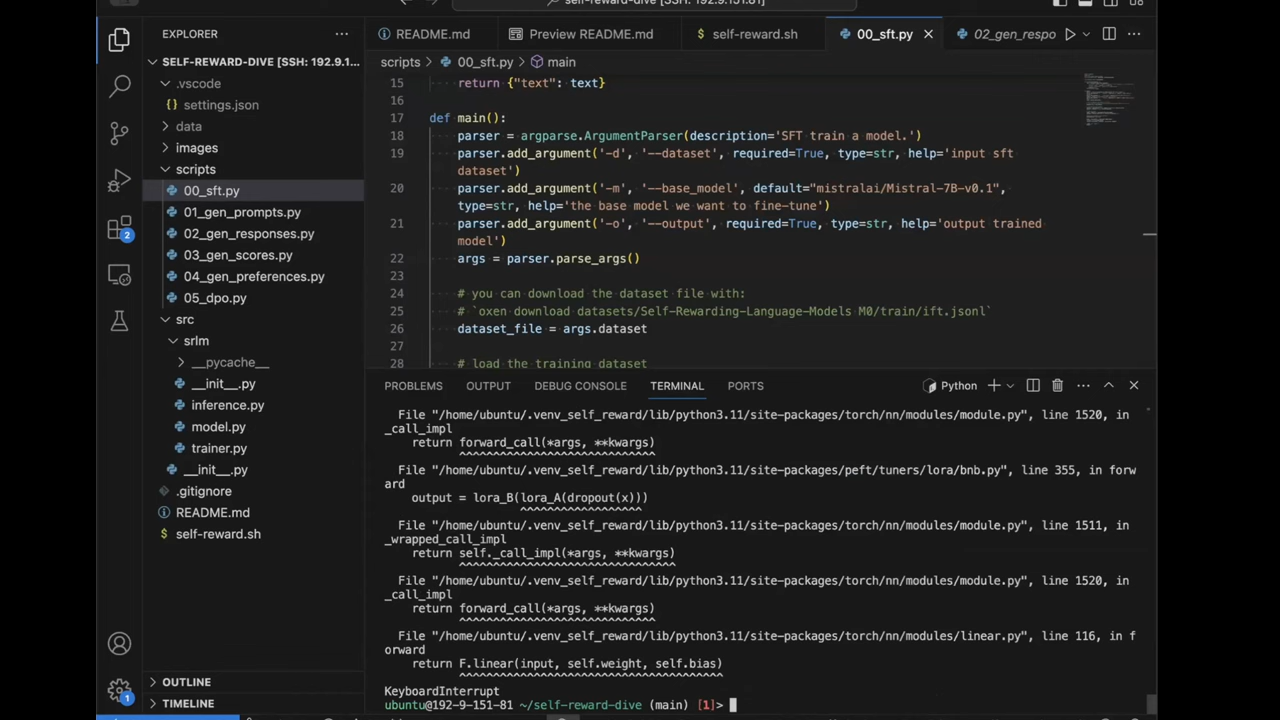 self-reward-dive [SSH: 192.9.151.81]
EXPLORER
README.md
Preview README.md
self-reward.sh
00_sft.py
02_gen_respo
SELF-REWARD-DIVE [SSH: 192.9.1...
scripts > 00_sft.py > main
.vscode
settings.json
data
images
scripts
00_sft.py
01_gen_prompts.py
02_gen_responses.py
03_gen_scores.py
04_gen_preferences.py
05_dpo.py
src
srlm
__pycache__
__init__.py
inference.py
model.py
trainer.py
__init__.py
.gitignore
README.md
self-reward.sh
OUTLINE
TIMELINE
2
1
15 return {"text": text}
16
17 def main():
18 parser = argparse.ArgumentParser(description='SFT train a model.')
19 parser.add_argument('-d', '--dataset', required=True, type=str, help='input sft
dataset')
20 parser.add_argument('-m', '--base_model', default="mistralai/Mistral-7B-v0.1",
type=str, help='the base model we want to fine-tune')
21 parser.add_argument('-o', '--output', required=True, type=str, help='output trained
model')
22 args = parser.parse_args()
23
24 # you can download the dataset file with:
25 # `oxen download datasets/Self-Rewarding-Language-Models M0/train/ift.jsonl`
26 dataset_file = args.dataset
27
28 # load the training dataset
PROBLEMS OUTPUT DEBUG CONSOLE TERMINAL PORTS
Python
File "/home/ubuntu/.venv_self_reward/lib/python3.11/site-packages/torch/nn/modules/module.py", line 1520, in
_call_impl
return forward_call(*args, **kwargs)
^^^^^^^^^^^^^^^^^^^^^^^^^^^^^
File "/home/ubuntu/.venv_self_reward/lib/python3.11/site-packages/peft/tuners/lora/bnb.py", line 355, in forw
ard
output = lora_B(lora_A(dropout(x)))
^^^^^^^^^^^^^^^^^^
File "/home/ubuntu/.venv_self_reward/lib/python3.11/site-packages/torch/nn/modules/module.py", line 1511, in
_wrapped_call_impl
return self._call_impl(*args, **kwargs)
^^^^^^^^^^^^^^^^^^^^^^^^^^^^^^^^
File "/home/ubuntu/.venv_self_reward/lib/python3.11/site-packages/torch/nn/modules/module.py", line 1520, in
_call_impl
return forward_call(*args, **kwargs)
^^^^^^^^^^^^^^^^^^^^^^^^^^^^^
File "/home/ubuntu/.venv_self_reward/lib/python3.11/site-packages/torch/nn/modules/linear.py", line 116, in f
orward
return F.linear(input, self.weight, self.bias)
^^^^^^^^^^^^^^^^^^^^^^^^^^^^^^^^^^^^^^^
KeyboardInterrupt
ubuntu@192-9-151-81 ~/self-reward-dive (main) [1]>